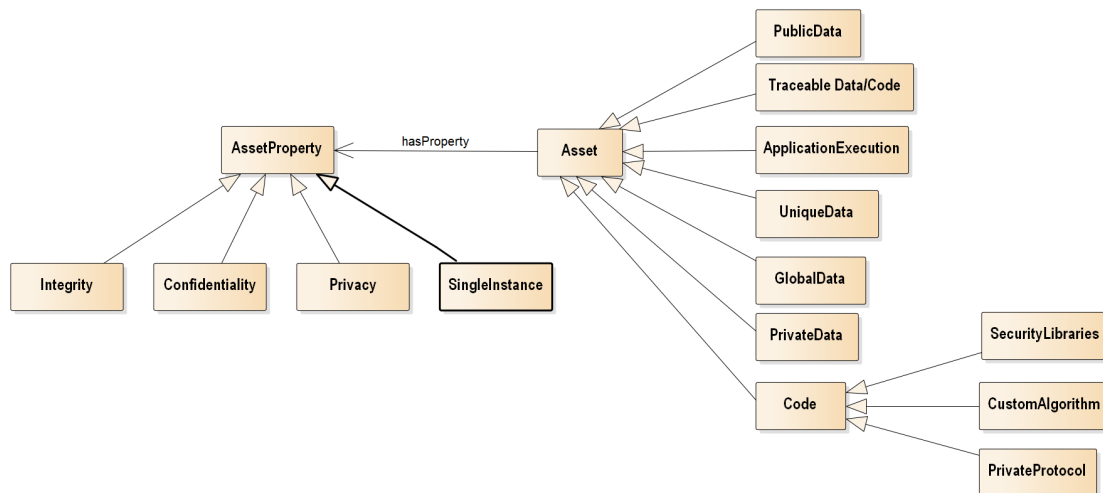 PublicData
Traceable Data/Code
AssetProperty
hasProperty
Asset
ApplicationExecution
UniqueData
Integrity
Confidentiality
Privacy
SingleInstance
GlobalData
PrivateData
SecurityLibraries
Code
CustomAlgorithm
PrivateProtocol